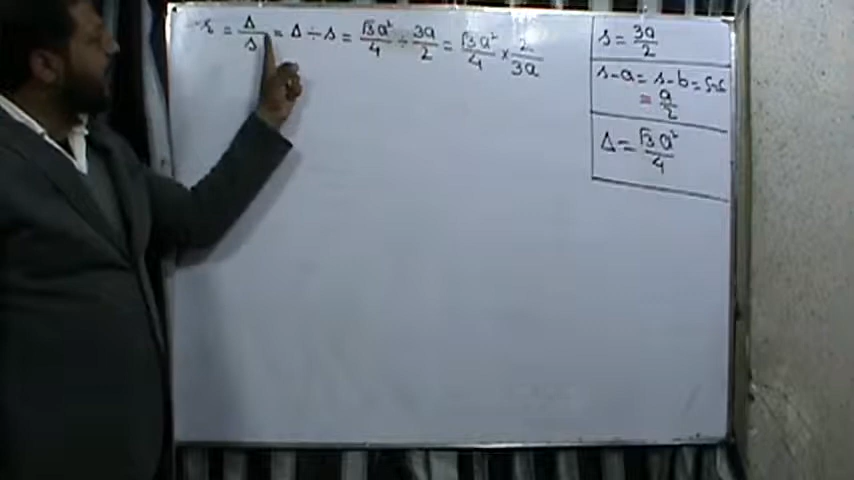 r = Δ/s = Δ ÷ s = √3a²/4 ÷ 3a/2 = √3a²/4 × 2/3a
s = 3a/2
s-a = s-b = s-c
= a/2
Δ = √3a²/4